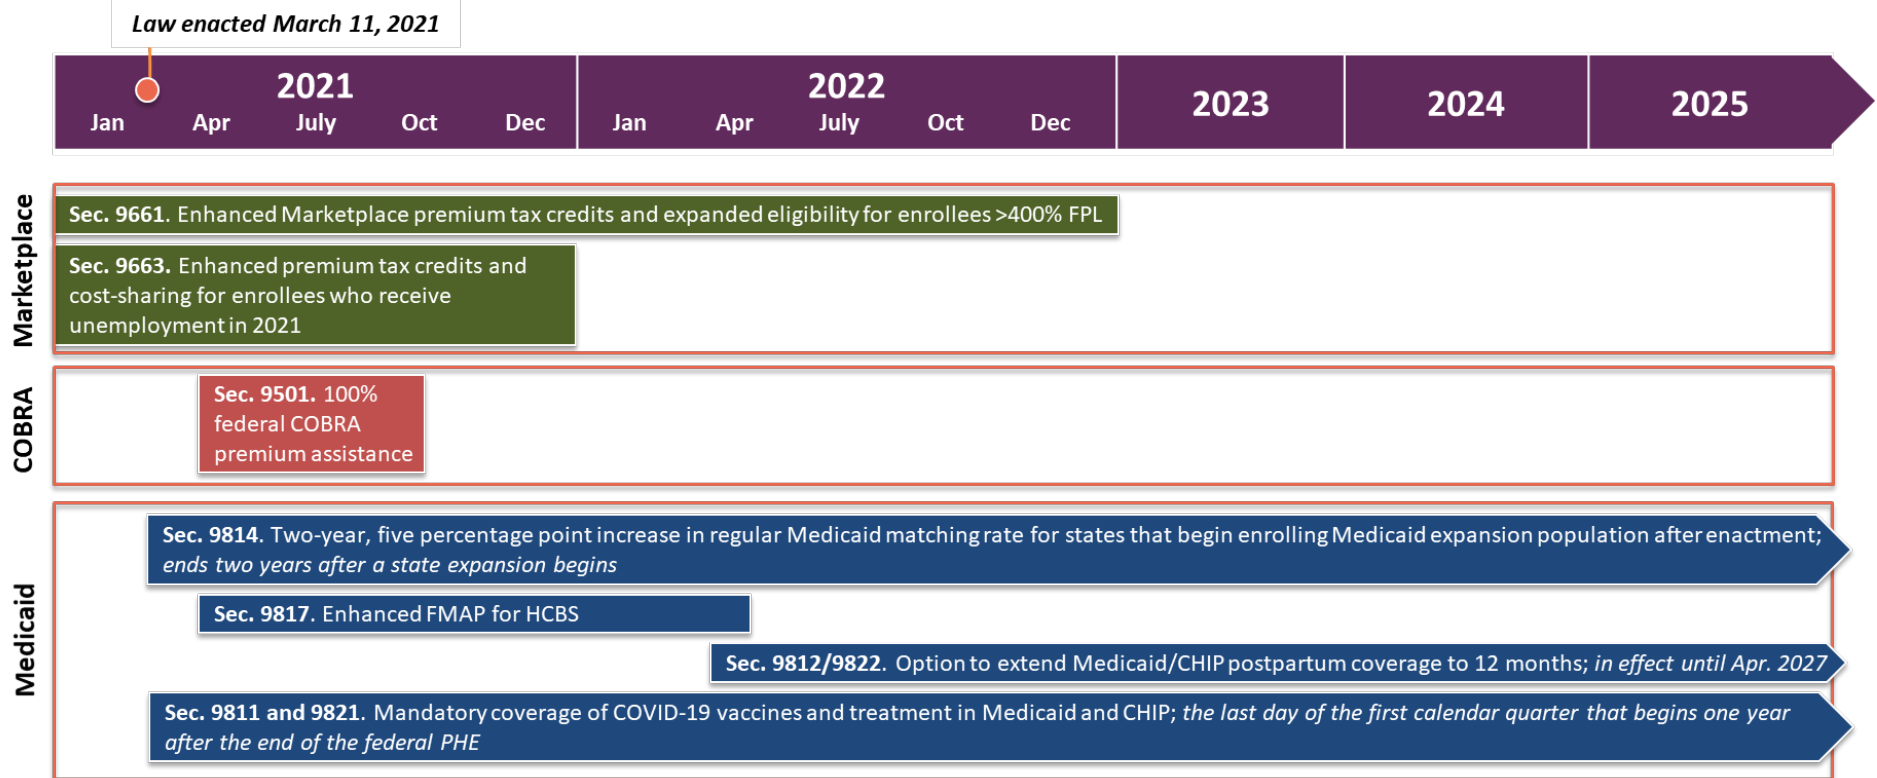 Law enacted March 11, 2021
2021
Jan Apr July Oct Dec
2022
Jan Apr July Oct Dec
2023
2024
2025
Marketplace
Sec. 9661. Enhanced Marketplace premium tax credits and expanded eligibility for enrollees >400% FPL
Sec. 9663. Enhanced premium tax credits and
cost-sharing for enrollees who receive
unemployment in 2021
COBRA
Sec. 9501. 100%
federal COBRA
premium assistance
Medicaid
Sec. 9814. Two-year, five percentage point increase in regular Medicaid matching rate for states that begin enrolling Medicaid expansion population after enactment;
ends two years after a state expansion begins
Sec. 9817. Enhanced FMAP for HCBS
Sec. 9812/9822. Option to extend Medicaid/CHIP postpartum coverage to 12 months; in effect until Apr. 2027
Sec. 9811 and 9821. Mandatory coverage of COVID-19 vaccines and treatment in Medicaid and CHIP; the last day of the first calendar quarter that begins one year
after the end of the federal PHE